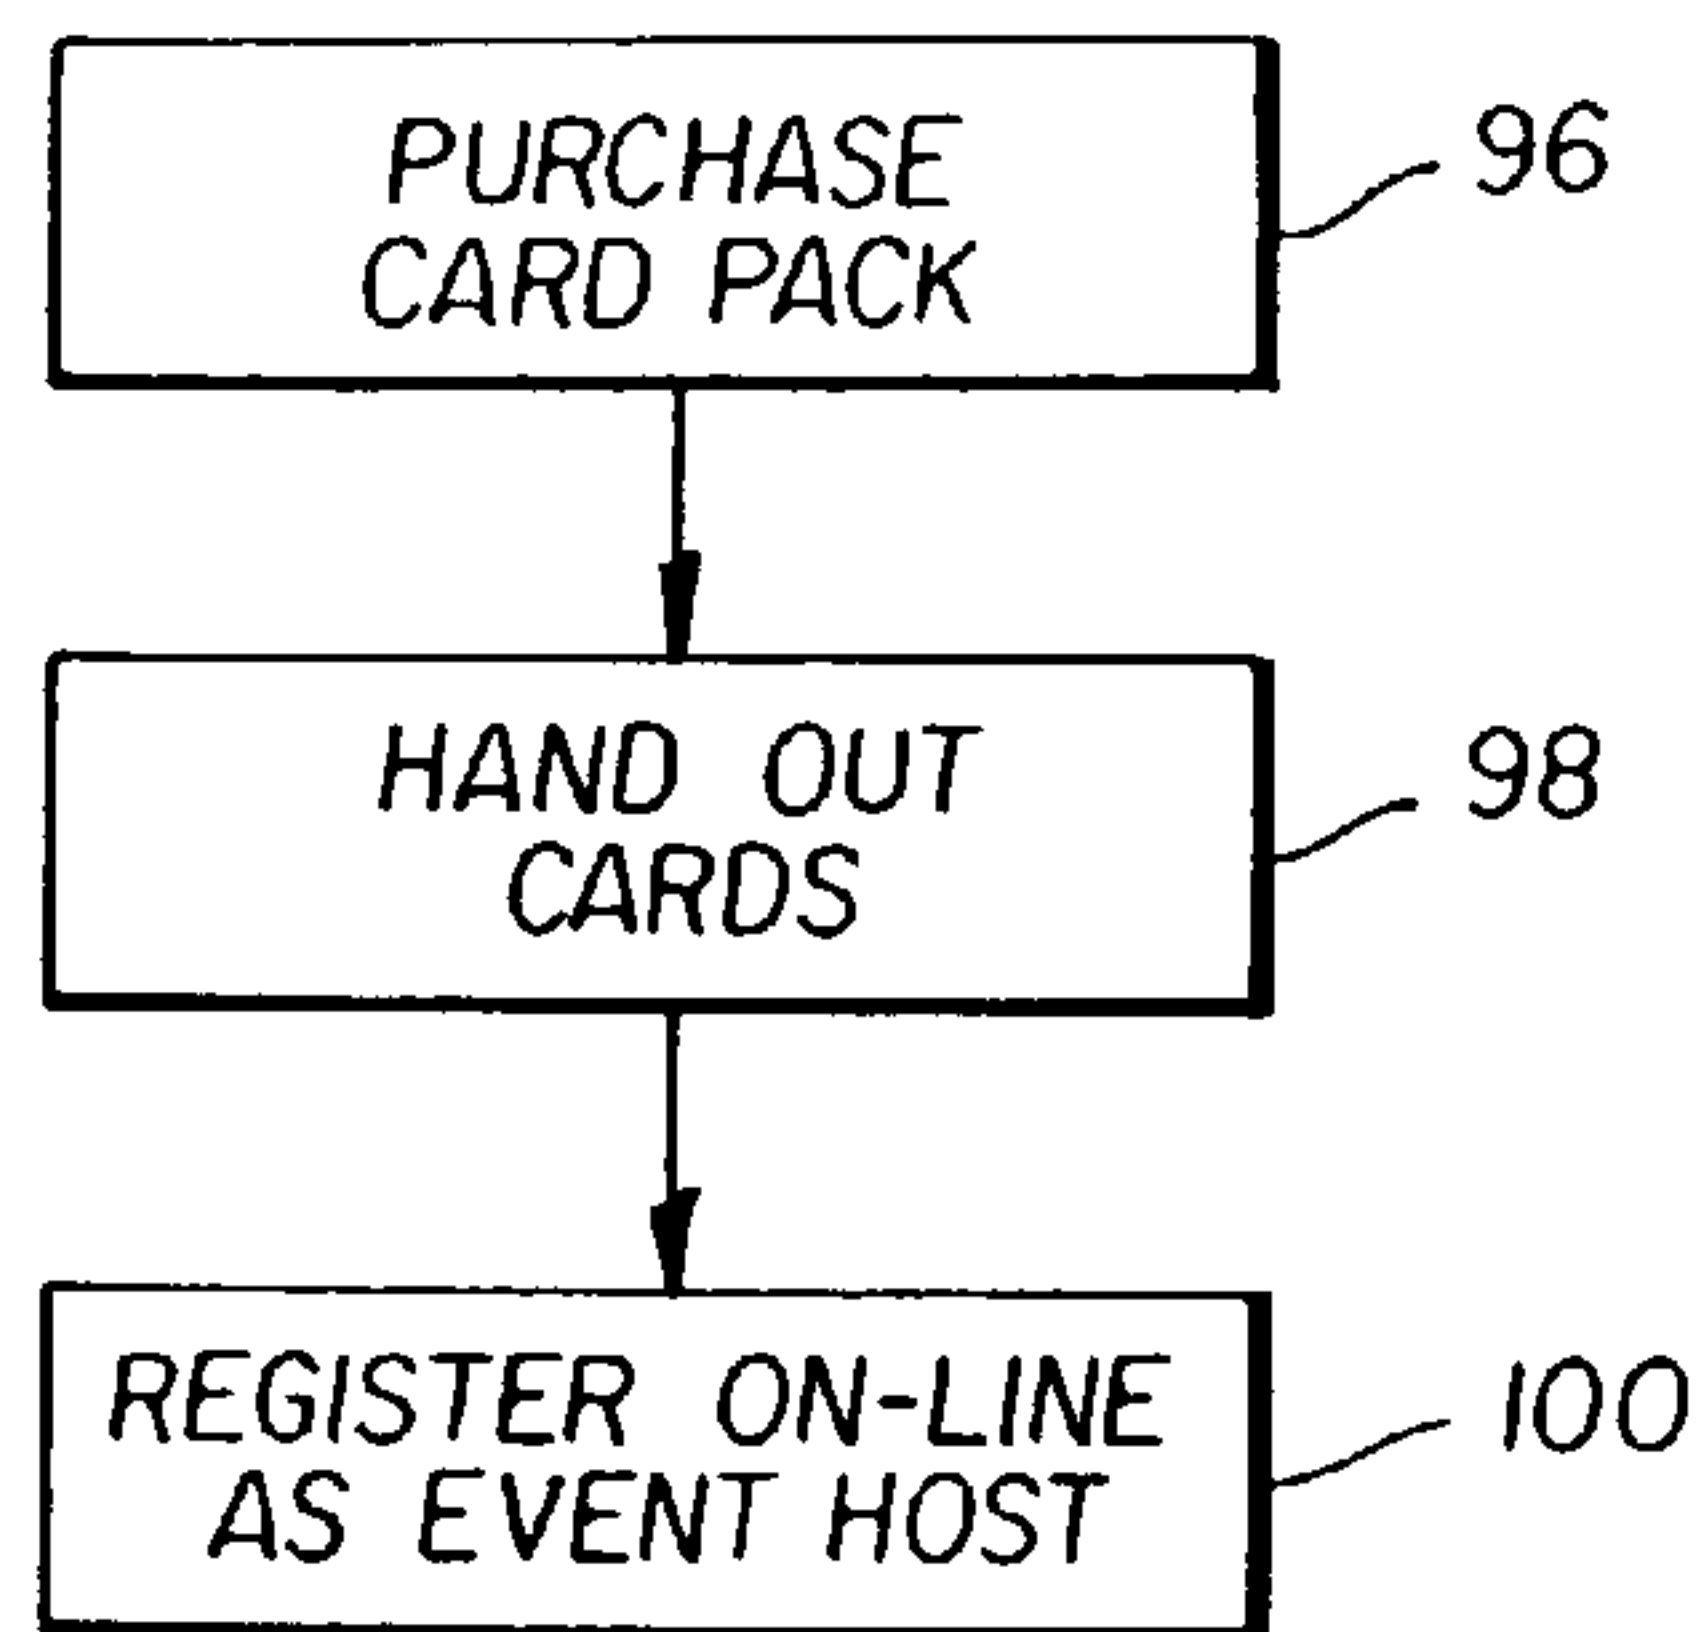 PURCHASE
CARD PACK
96
HAND OUT
CARDS
98
REGISTER ON-LINE
AS EVENT HOST
100